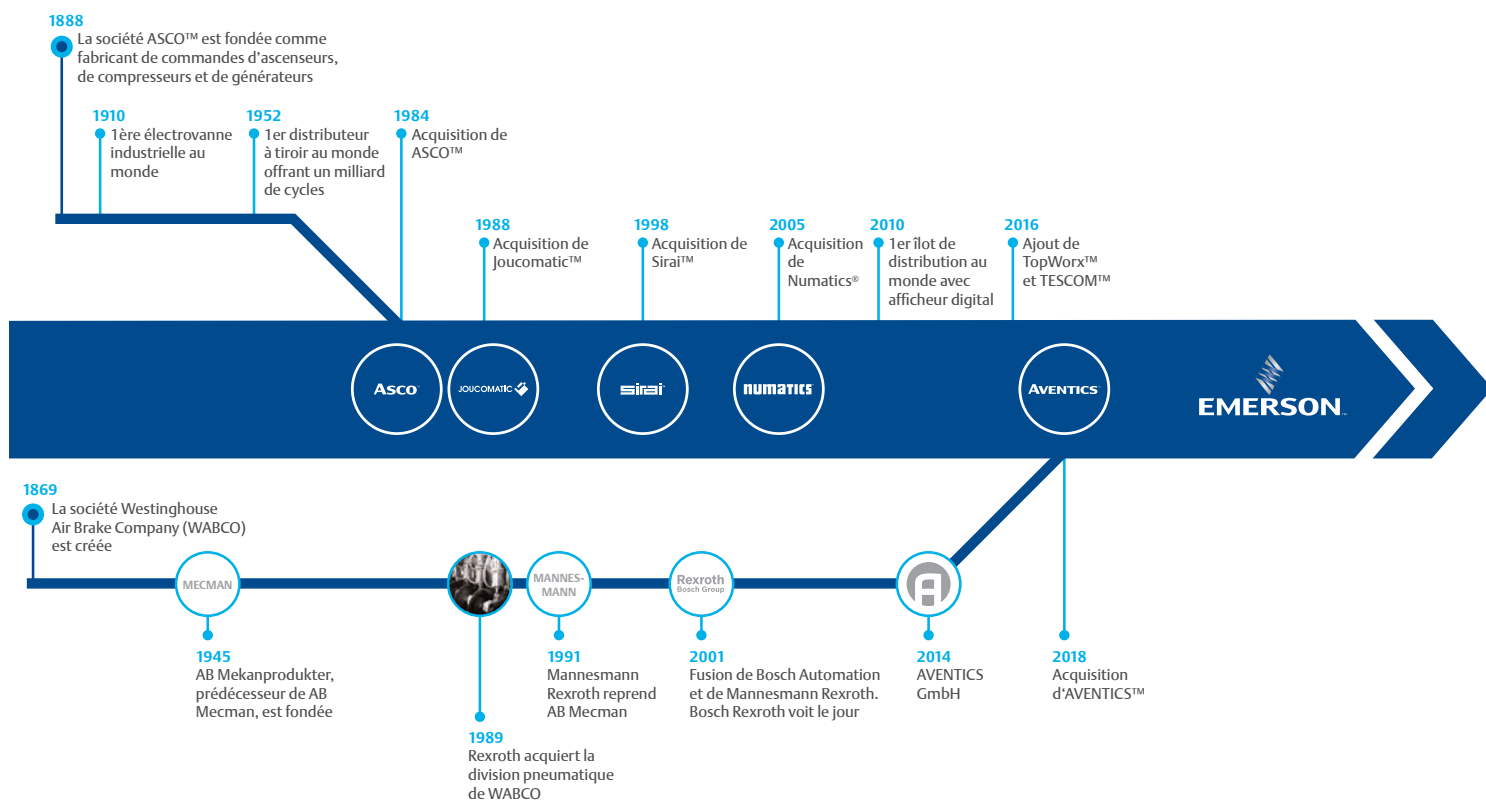 1888
La société ASCO™ est fondée comme
fabricant de commandes d'ascenseurs,
de compresseurs et de générateurs
1910
1ère électrovanne
industrielle au
monde
1952
1er distributeur
à tiroir au monde
offrant un milliard
de cycles
1984
Acquisition de
ASCO™
1988
Acquisition de
Joucomatic™
1998
Acquisition de
Sirai™
2005
Acquisition
de
Numatics®
2010
1er îlot de
distribution au
monde avec
afficheur digital
2016
Ajout de
TopWorx™
et TESCOM™
ASCO
JOUCOMATIC
sirai
numatics
AVENTICS
EMERSON™
1869
La société Westinghouse
Air Brake Company (WABCO)
est créée
MECMAN
MANNES-
MANN
Rexroth
Bosch Group
1945
AB Mekanprodukter,
prédécesseur de AB
Mecman, est fondée
1989
Rexroth acquiert la
division pneumatique
de WABCO
1991
Mannesmann
Rexroth reprend
AB Mecman
2001
Fusion de Bosch Automation
et de Mannesmann Rexroth.
Bosch Rexroth voit le jour
2014
AVENTICS
GmbH
2018
Acquisition
d‘AVENTICS™